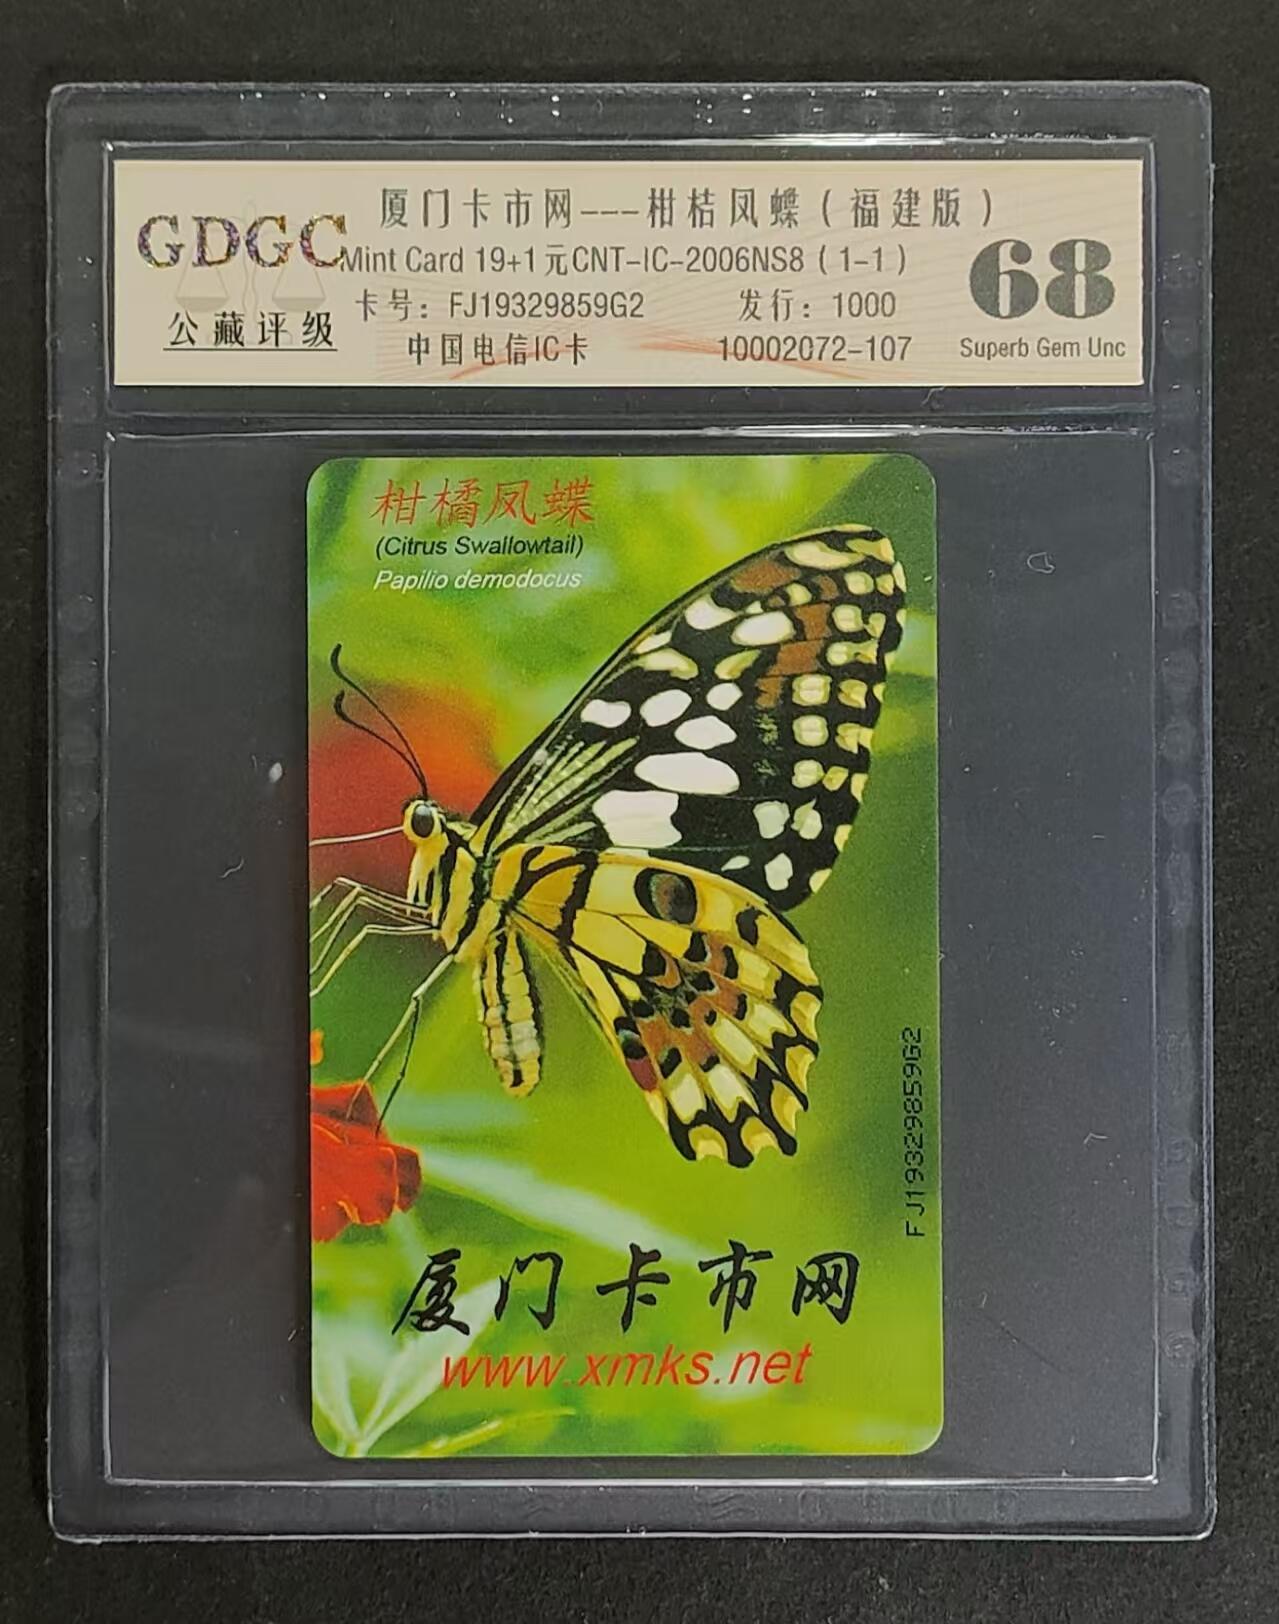 GDGC
公藏评级
厦门卡市网---柑桔凤蝶(福建版)
Mint Card 19+1元CNT-IC-2006NS8(1-1)
卡号:FJ19329859G2 发行:1000
中国电信IC卡 10002072-107
68
Superb Gem Unc
柑橘凤蝶
(Citrus Swallowtail)
Papilio demodocus
FJ19329859G2
厦门卡市网
www.xmks.net